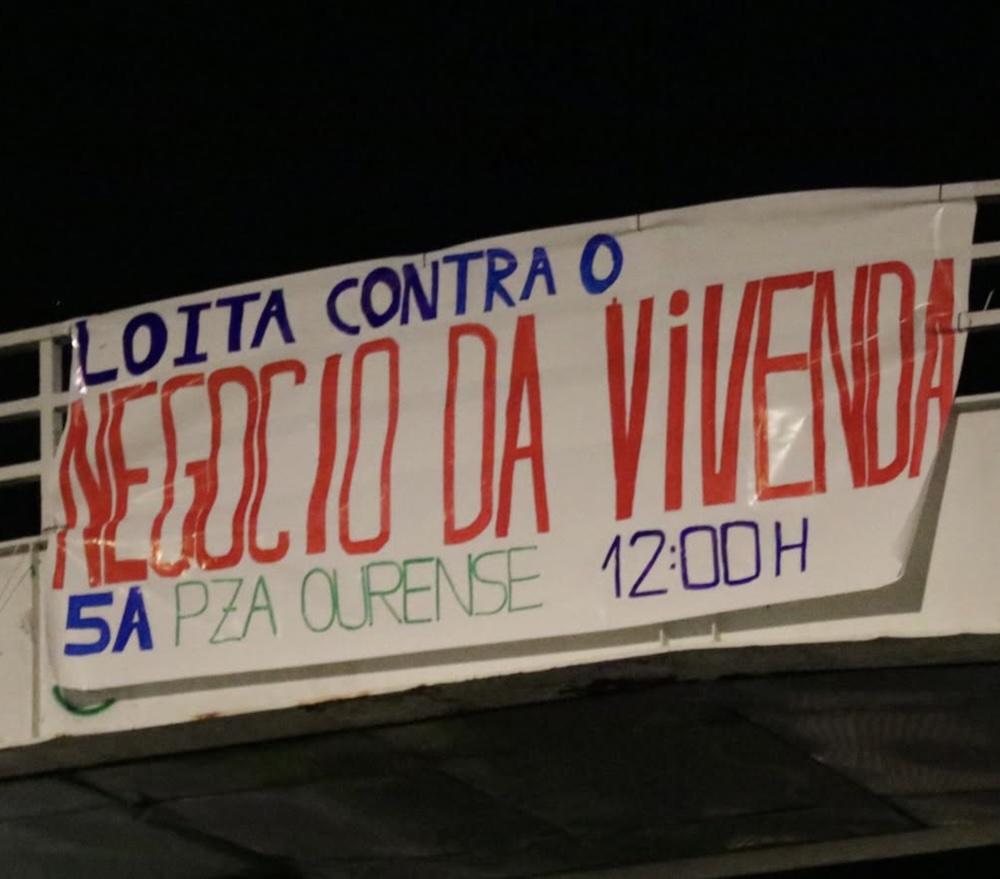 LOITA CONTRA O
NEGOCIO DA ViVENDA
5A PZA OURENSE 12:00H